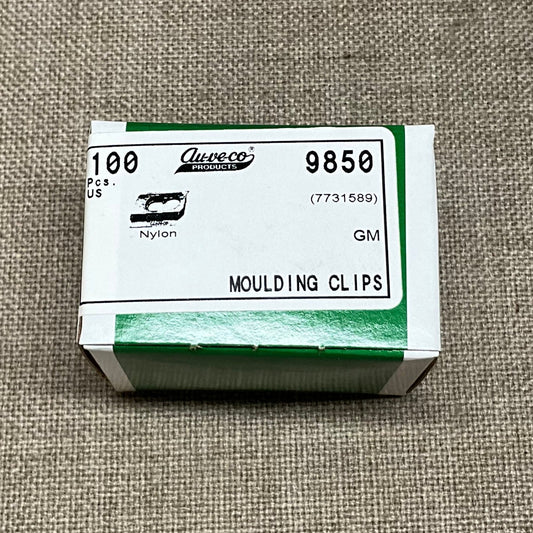 100 Au-ve-co® 9850
Pcs. PRODUCTS
US (7731589)
Nylon GM
MOULDING CLIPS